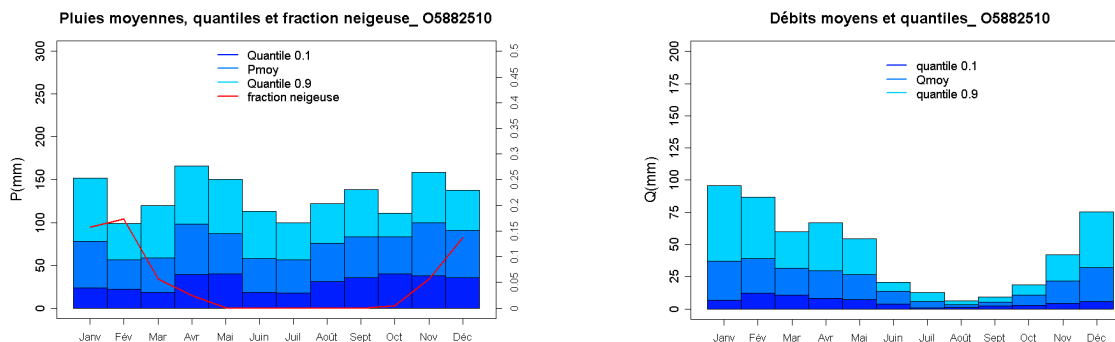 Pluies moyennes, quantiles et fraction neigeuse_ O5882510
P(mm)
300
250
200
150
100
50
0
Quantile 0.1
Pmoy
Quantile 0.9
fraction neigeuse
0.5
0.45
0.4
0.35
0.3
0.25
0.2
0.15
0.1
0.05
0
Janv Fév Mar Avr Mai Juin Juil Août Sept Oct Nov Déc
Débits moyens et quantiles_ O5882510
Q(mm)
200
175
150
125
100
75
50
25
0
quantile 0.1
Qmoy
quantile 0.9
Janv Fév Mar Avr Mai Juin Juil Août Sept Oct Nov Déc